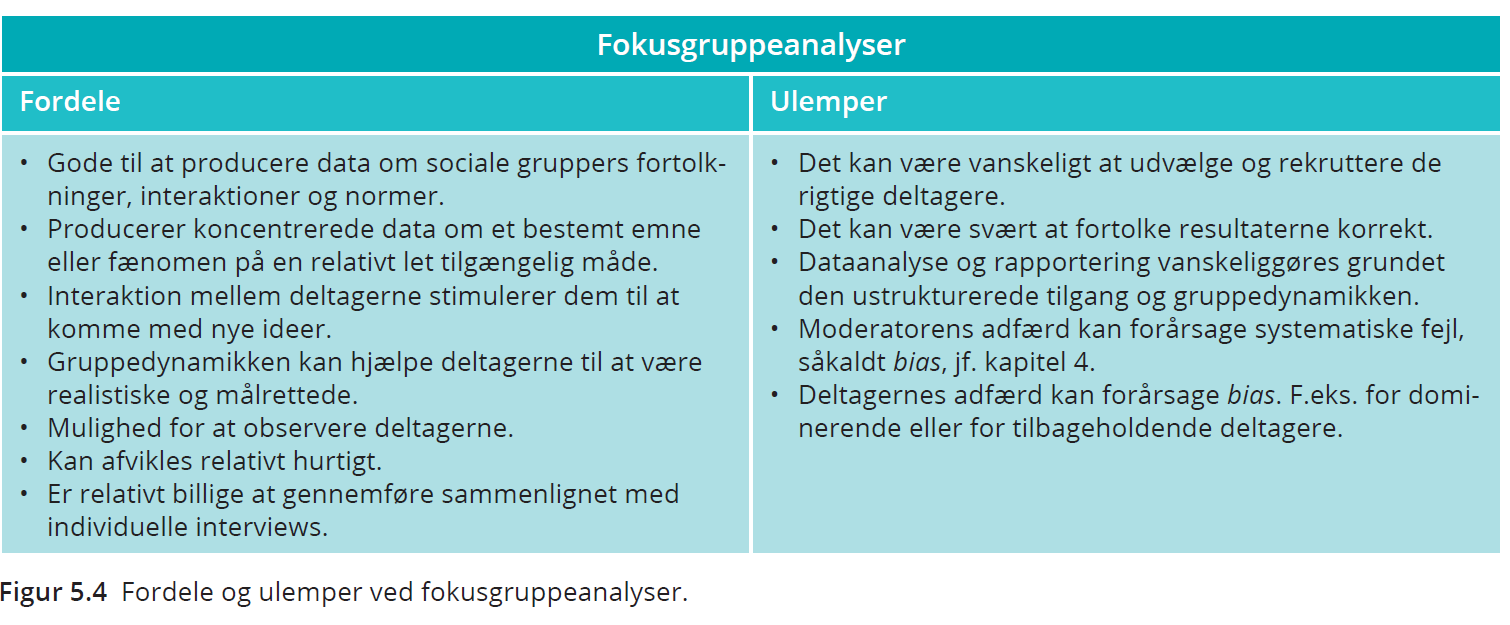 Fokusgruppeanalyser
Fordele
• Gode til at producere data om sociale gruppers fortolk-
ninger, interaktioner og normer.
• Producerer koncentrerede data om et bestemt emne
eller fænomen på en relativt let tilgængelig måde.
• Interaktion mellem deltagerne stimulerer dem til at
komme med nye ideer.
• Gruppedynamikken kan hjælpe deltagerne til at være
realistiske og målrettede.
• Mulighed for at observere deltagerne.
• Kan afvikles relativt hurtigt.
• Er relativt billige at gennemføre sammenlignet med
individuelle interviews.
Ulemper
• Det kan være vanskeligt at udvælge og rekruttere de
rigtige deltagere.
• Det kan være svært at fortolke resultaterne korrekt.
• Dataanalyse og rapportering vanskeliggøres grundet
den ustrukturerede tilgang og gruppedynamikken.
• Moderatorens adfærd kan forårsage systematiske fejl,
såkaldt bias, jf. kapitel 4.
• Deltagernes adfærd kan forårsage bias. F.eks. for domi-
nerende eller for tilbageholdende deltagere.
Figur 5.4 Fordele og ulemper ved fokusgruppeanalyser.